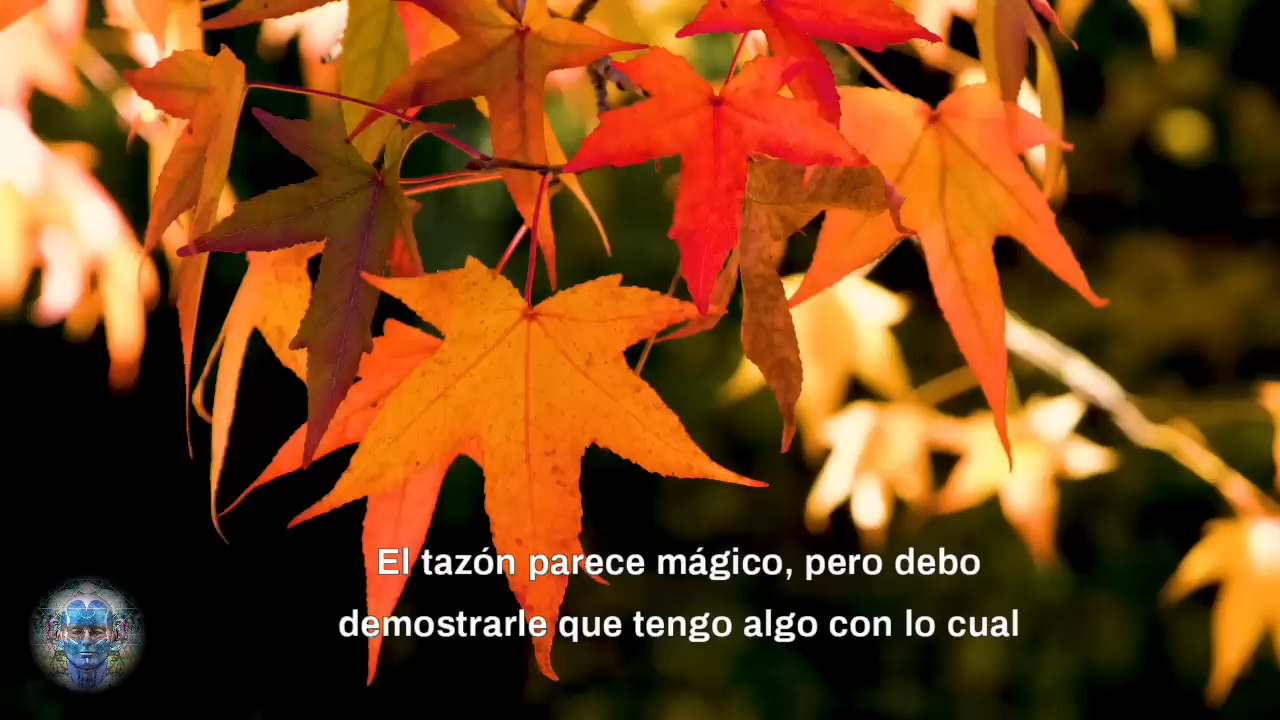 El tazón parece mágico, pero debo
demostrarle que tengo algo con lo cual